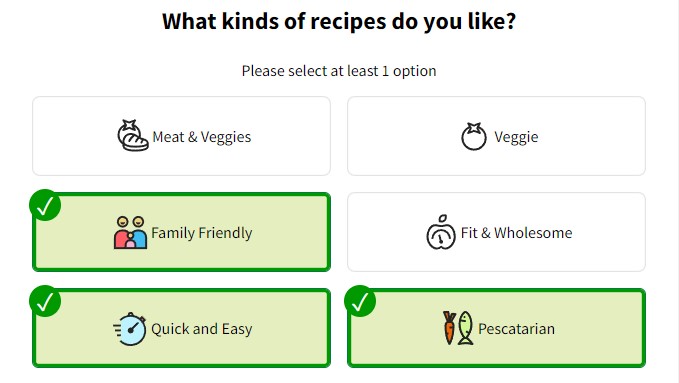 What kinds of recipes do you like?
Please select at least 1 option
Meat & Veggies
Veggie
Family Friendly
Fit & Wholesome
Quick and Easy
Pescatarian